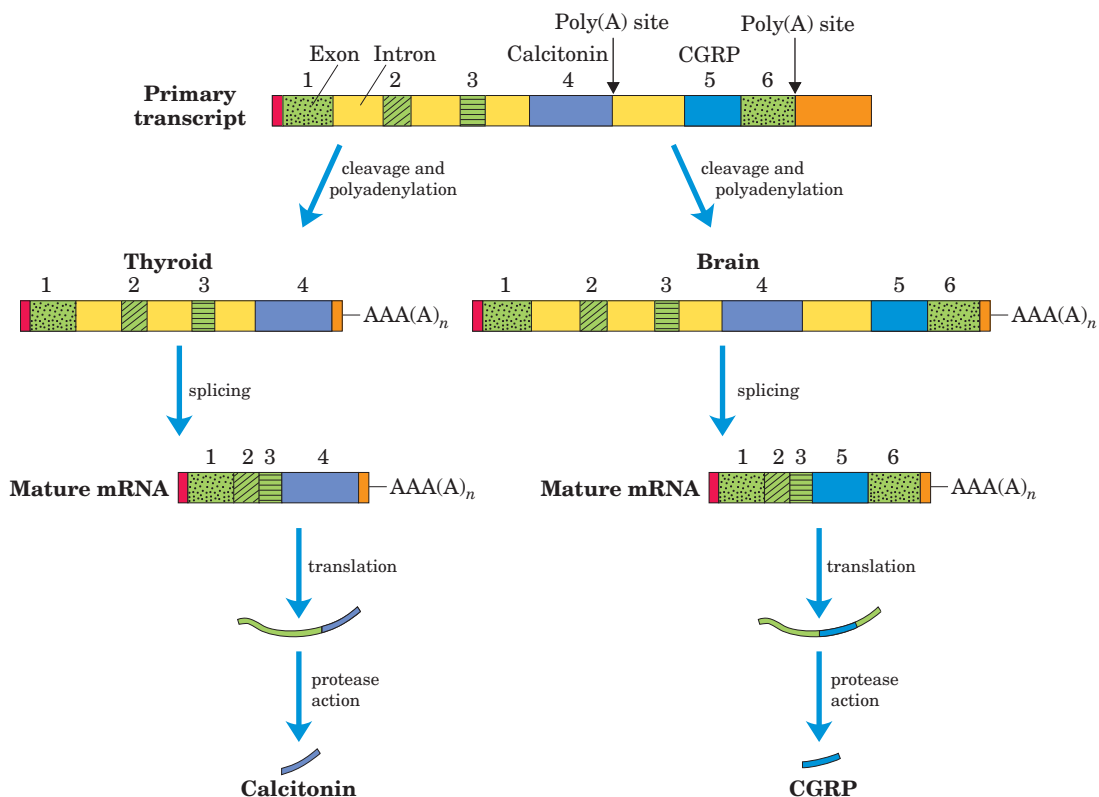 Poly(A) site
Poly(A) site
Exon
Intron
Calcitonin
CGRP
1
2
3
4
5
6
Primary
transcript
cleavage and
polyadenylation
cleavage and
polyadenylation
Thyroid
1
2
3
4
AAA(A)n
Brain
1
2
3
4
5
6
AAA(A)n
splicing
splicing
Mature mRNA
1
2
3
4
AAA(A)n
Mature mRNA
1
2
3
5
6
AAA(A)n
translation
translation
protease
action
protease
action
Calcitonin
CGRP